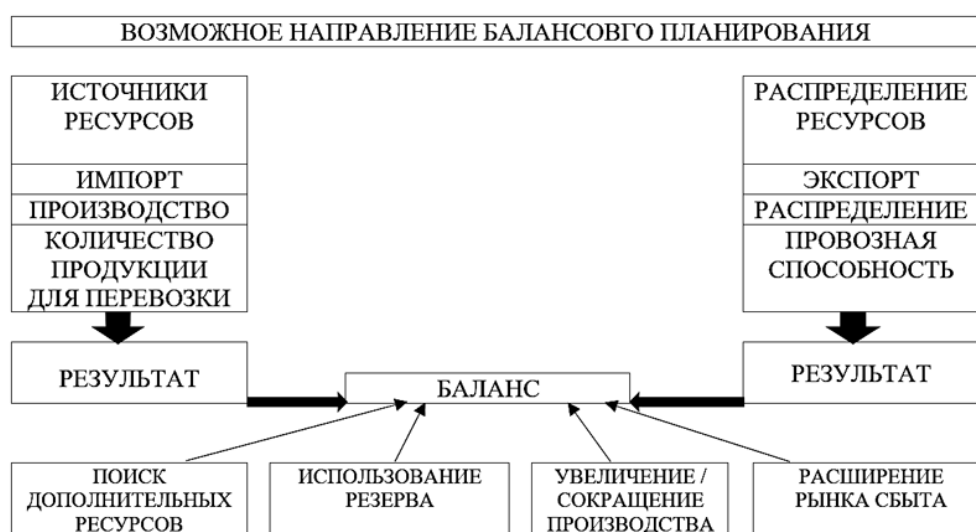 ВОЗМОЖНОЕ НАПРАВЛЕНИЕ БАЛАНСОВГО ПЛАНИРОВАНИЯ
ИСТОЧНИКИ
РЕСУРСОВ
ИМПОРТ
ПРОИЗВОДСТВО
КОЛИЧЕСТВО
ПРОДУКЦИИ
ДЛЯ ПЕРЕВОЗКИ
РЕЗУЛЬТАТ
РАСПРЕДЕЛЕНИЕ
РЕСУРСОВ
ЭКСПОРТ
РАСПРЕДЕЛЕНИЕ
ПРОВОЗНАЯ
СПОСОБНОСТЬ
РЕЗУЛЬТАТ
БАЛАНС
ПОИСК
ДОПОЛНИТЕЛЬНЫХ
РЕСУРСОВ
ИСПОЛЬЗОВАНИЕ
РЕЗЕРВА
УВЕЛИЧЕНИЕ /
СОКРАЩЕНИЕ
ПРОИЗВОДСТВА
РАСШИРЕНИЕ
РЫНКА СБЫТА